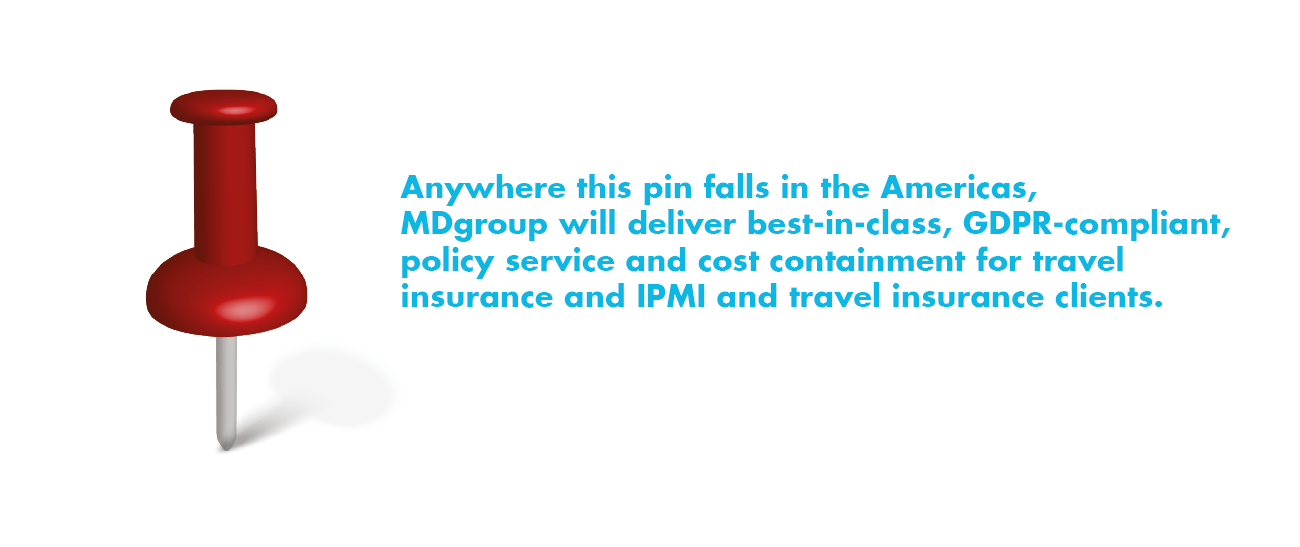 Anywhere this pin falls in the Americas,
MDgroup will deliver best-in-class, GDPR-compliant,
policy service and cost containment for travel
insurance and IPMI and travel insurance clients.